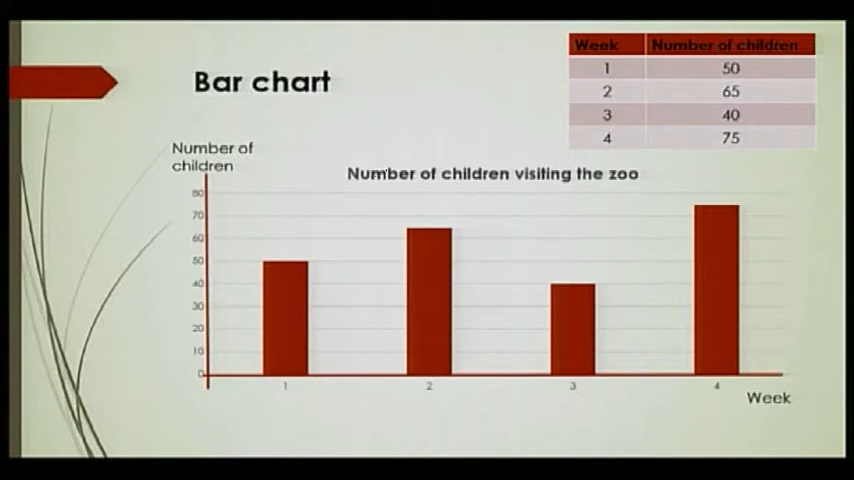 Week Number of children
1 50
2 65
3 40
4 75
Bar chart
Number of
children
Number of children visiting the zoo
80
70
60
50
40
30
20
10
0
1 2 3 4
Week